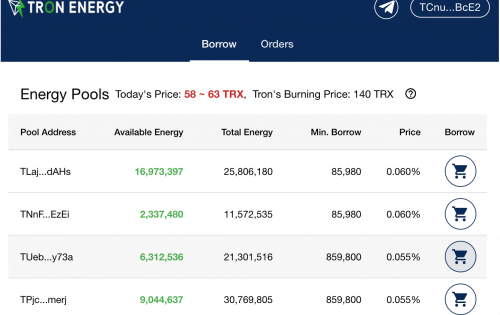 TRON ENERGY
TCnu...BcE2
Borrow Orders
Energy Pools Today's Price: 58 ~ 63 TRX, Tron's Burning Price: 140 TRX ?
Pool Address Available Energy Total Energy Min. Borrow Price Borrow
TLaj...dAHs 16,973,397 25,806,180 85,980 0.060%
TNnF...EzEi 2,337,480 11,572,535 85,980 0.060%
TUeb...y73a 6,312,536 21,301,516 859,800 0.055%
TPjc...merj 9,044,637 30,769,805 859,800 0.055%